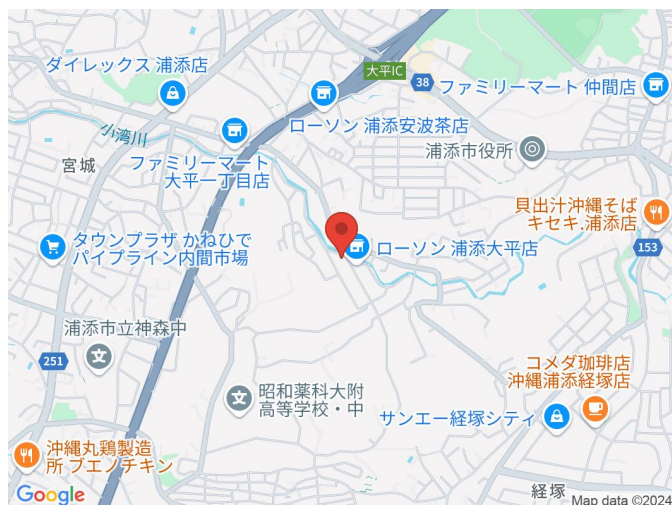 ダイレックス 浦添店
大平IC
38
ファミリーマート 仲間店
ローソン 浦添安波茶店
小湾川
宮城
ファミリーマート
大平一丁目店
浦添市役所
貝出汁沖縄そば
キセキ.浦添店
タウンプラザ かねひで
パイプライン内間市場
ローソン 浦添大平店
153
浦添市立神森中
251
昭和薬科大附
高等学校・中
コメダ珈琲店
沖縄浦添経塚店
サンエー経塚シティ
沖縄丸鶏製造
所 ブエノチキン
経塚
Google
Map data ©2024